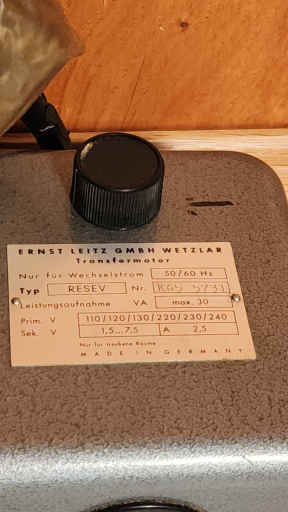 ERNST LEITZ GMBH WETZLAR
Transformator
Nur für Wechselstrom 50/60 Hz
Typ RESEV Nr.
Leistungsaufnahme VA max. 30
Prim. V 110/120/130/220/230/240
Sek. V 1,5...7,5 A 2,5
Nur für trockene Räume
MADE IN GERMANY